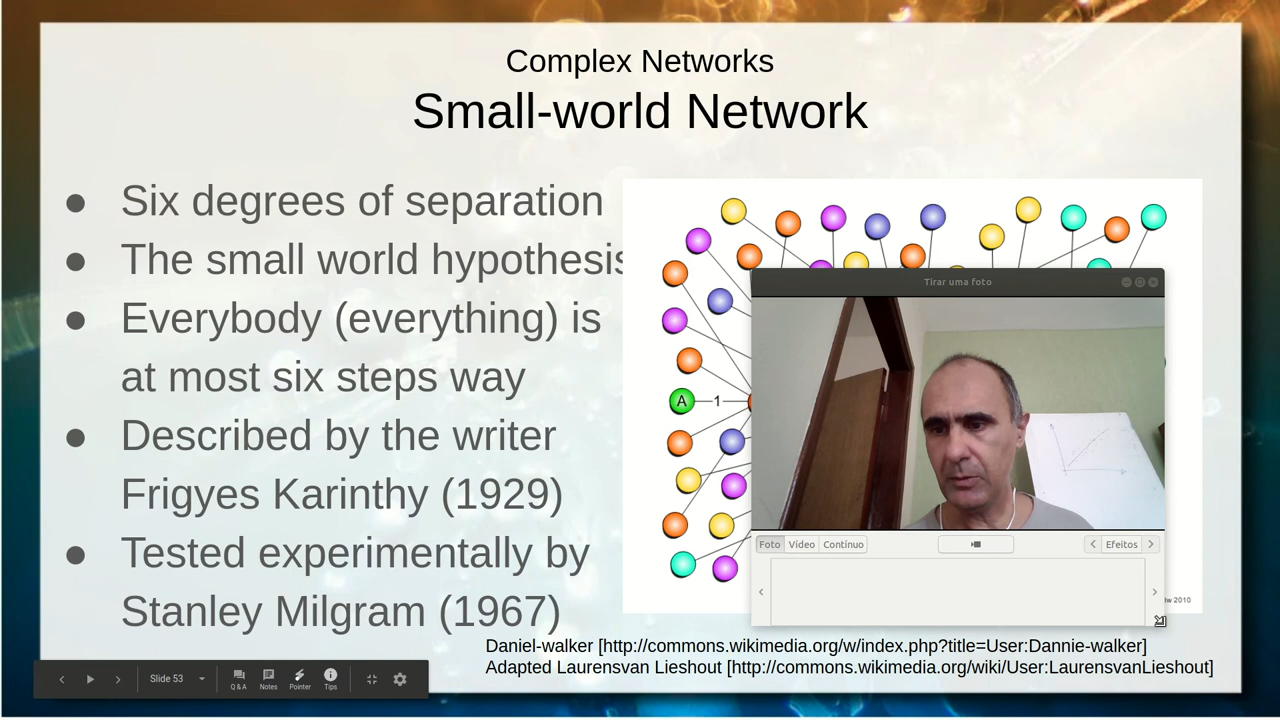 Complex Networks
Small-world Network
● Six degrees of separation
● The small world hypothesis
● Everybody (everything) is
at most six steps way
● Described by the writer
Frigyes Karinthy (1929)
● Tested experimentally by
Stanley Milgram (1967)
A 1
Tirar uma foto
Foto Vídeo Contínuo Efeitos
2010
Daniel-walker [http://commons.wikimedia.org/w/index.php?title=User:Dannie-walker]
Adapted Laurensvan Lieshout [http://commons.wikimedia.org/wiki/User:LaurensvanLieshout]
Slide 53 Q & A Notes Pointer Tips